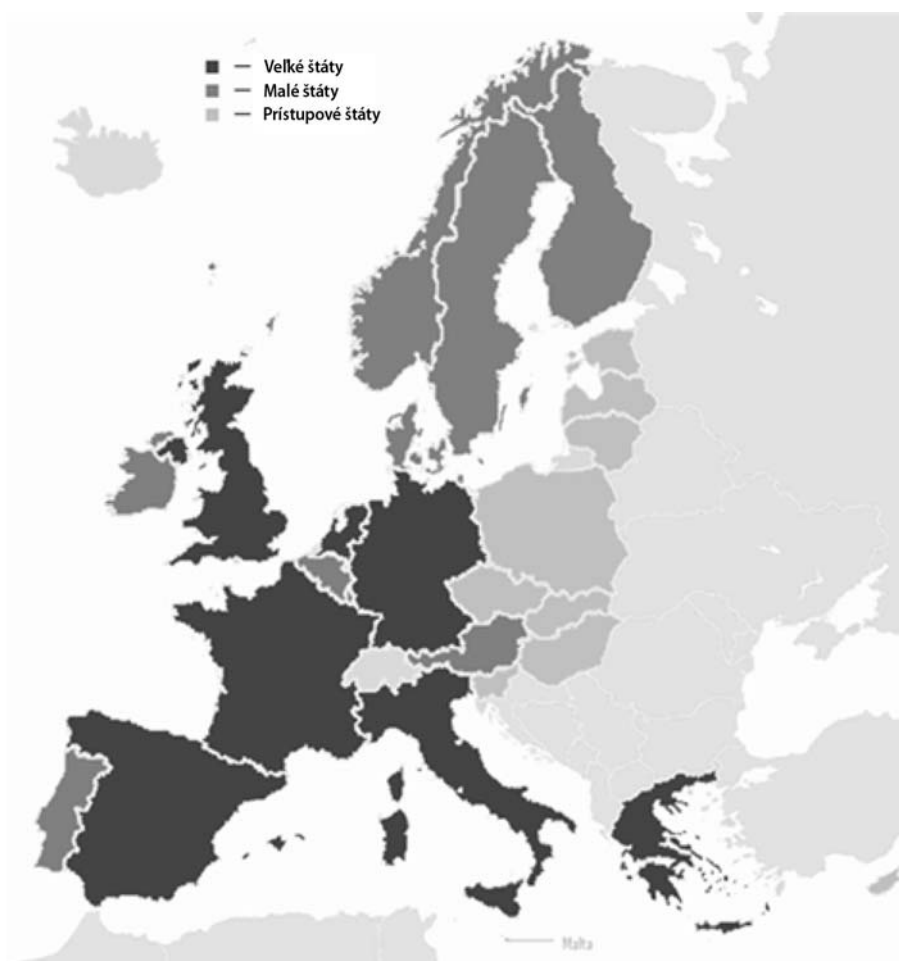 — Veľké štáty
— Malé štáty
— Prístupové štáty
Malta